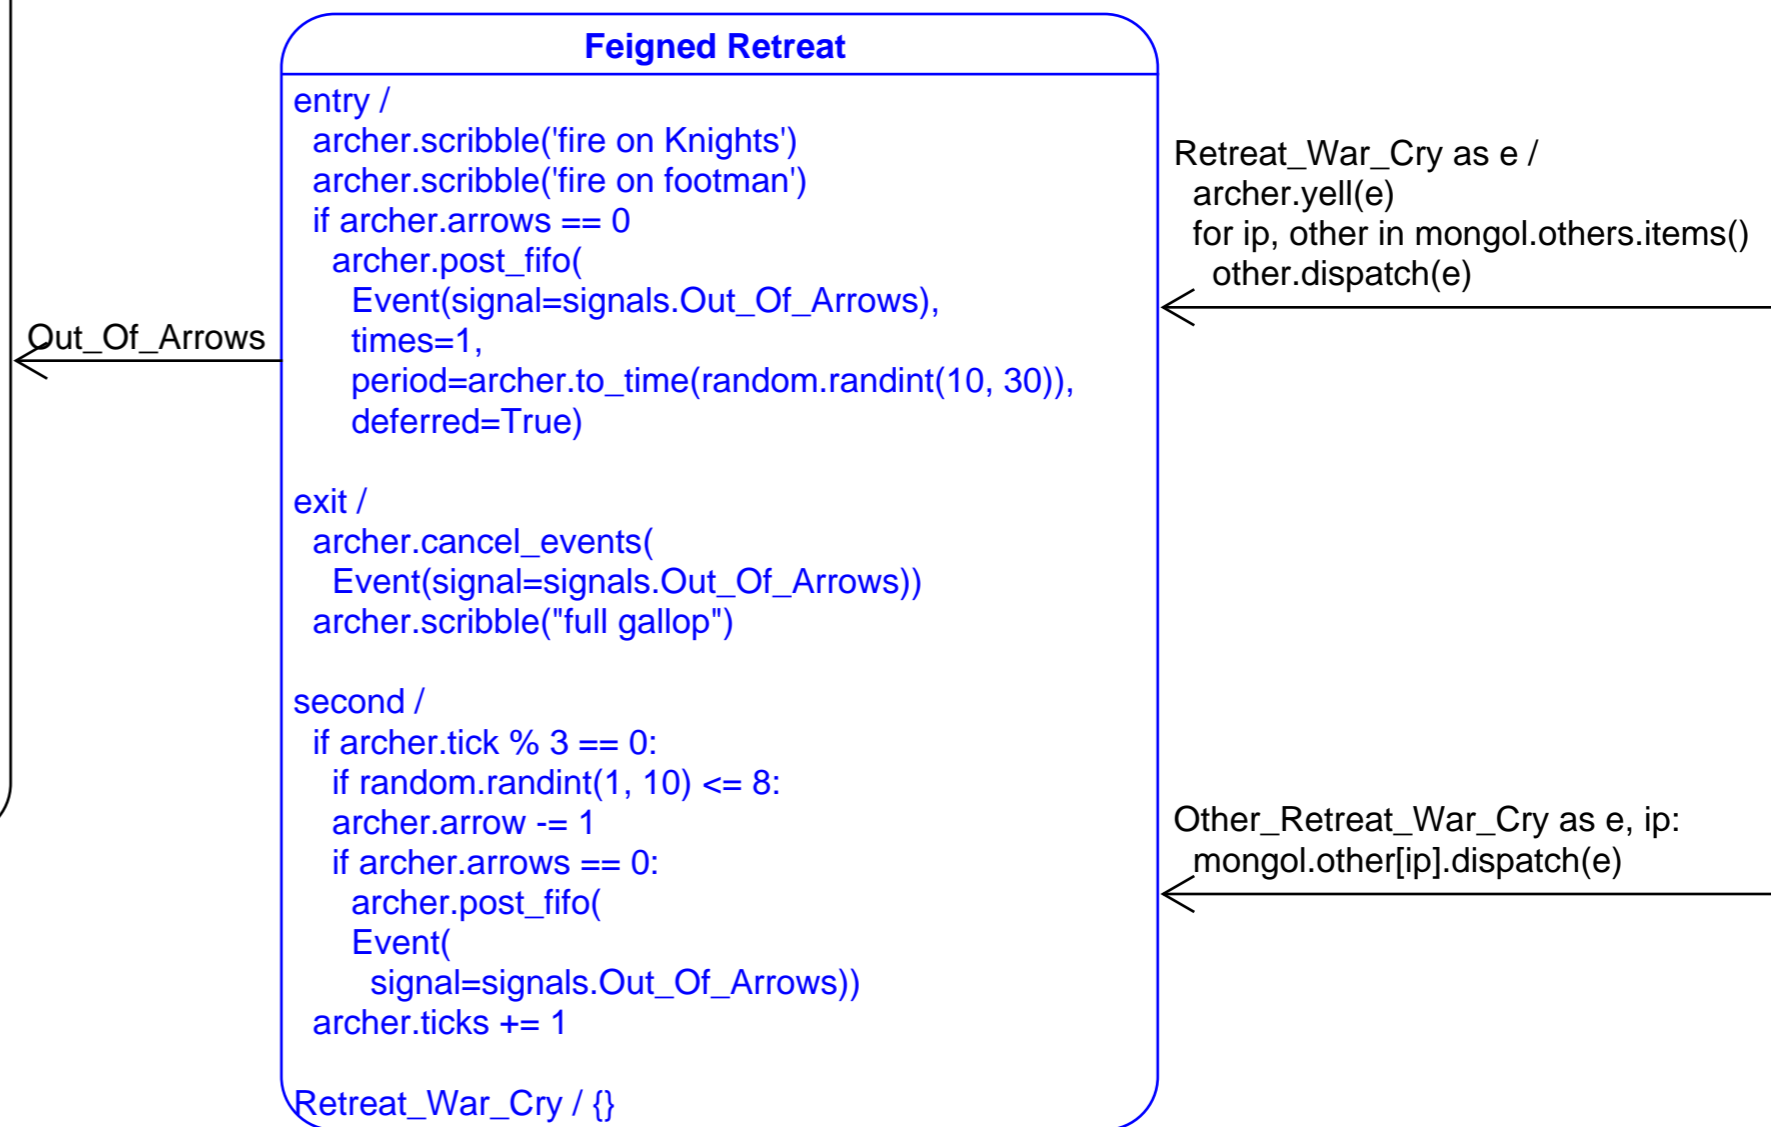 Feigned Retreat
entry /
archer.scribble('fire on Knights')
archer.scribble('fire on footman')
if archer.arrows == 0
archer.post_fifo(
Event(signal=signals.Out_Of_Arrows),
times=1,
period=archer.to_time(random.randint(10, 30)),
deferred=True)
exit /
archer.cancel_events(
Event(signal=signals.Out_Of_Arrows))
archer.scribble("full gallop")
second /
if archer.tick % 3 == 0:
if random.randint(1, 10) <= 8:
archer.arrow -= 1
if archer.arrows == 0:
archer.post_fifo(
Event(
signal=signals.Out_Of_Arrows))
archer.ticks += 1
Retreat_War_Cry / {}
Out_Of_Arrows
Retreat_War_Cry as e /
archer.yell(e)
for ip, other in mongol.others.items()
other.dispatch(e)
Other_Retreat_War_Cry as e, ip:
mongol.other[ip].dispatch(e)